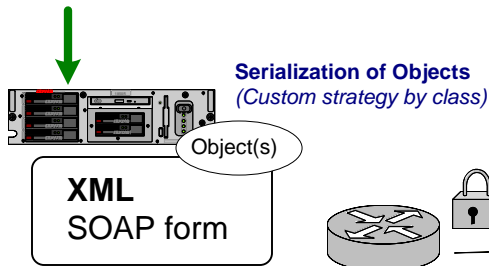 Serialization of Objects
(Custom strategy by class)
Object(s)
XML
SOAP form